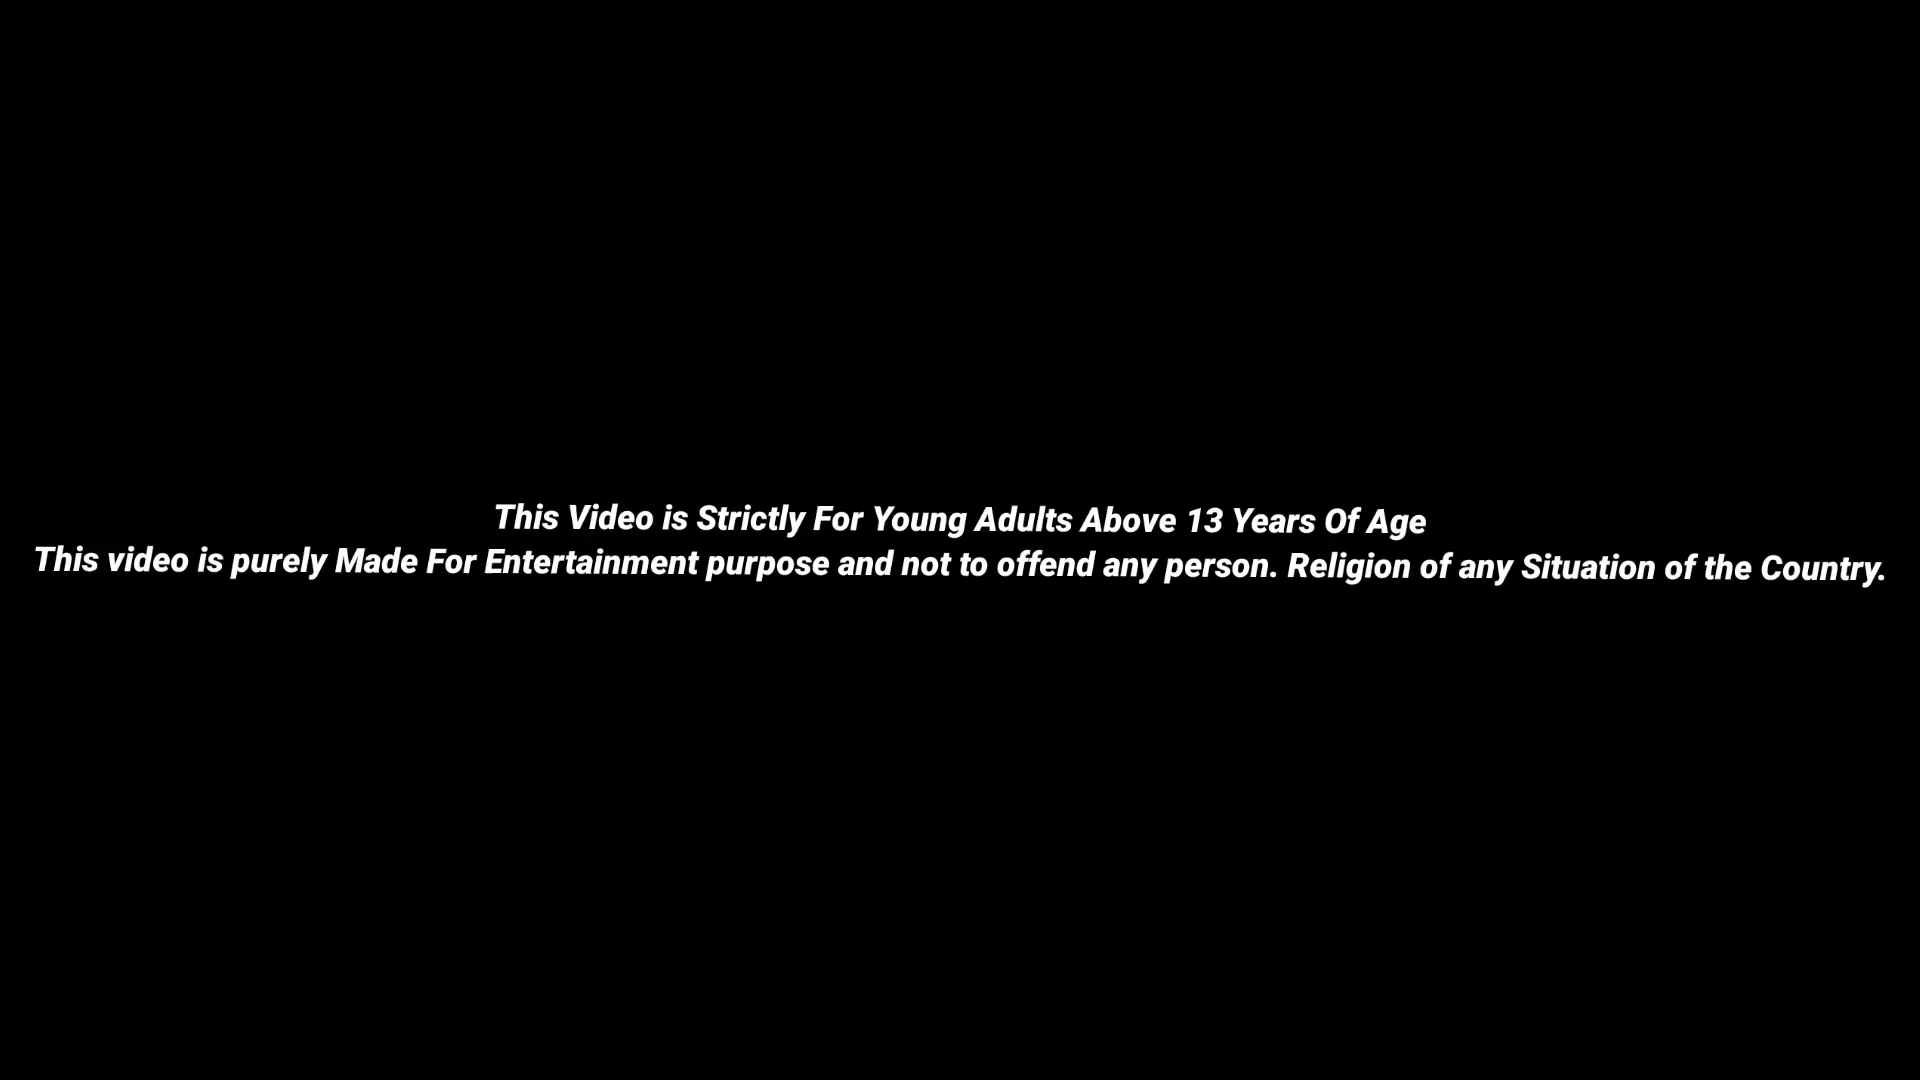 This Video is Strictly For Young Adults Above 13 Years Of Age
This video is purely Made For Entertainment purpose and not to offend any person. Religion of any Situation of the Country.